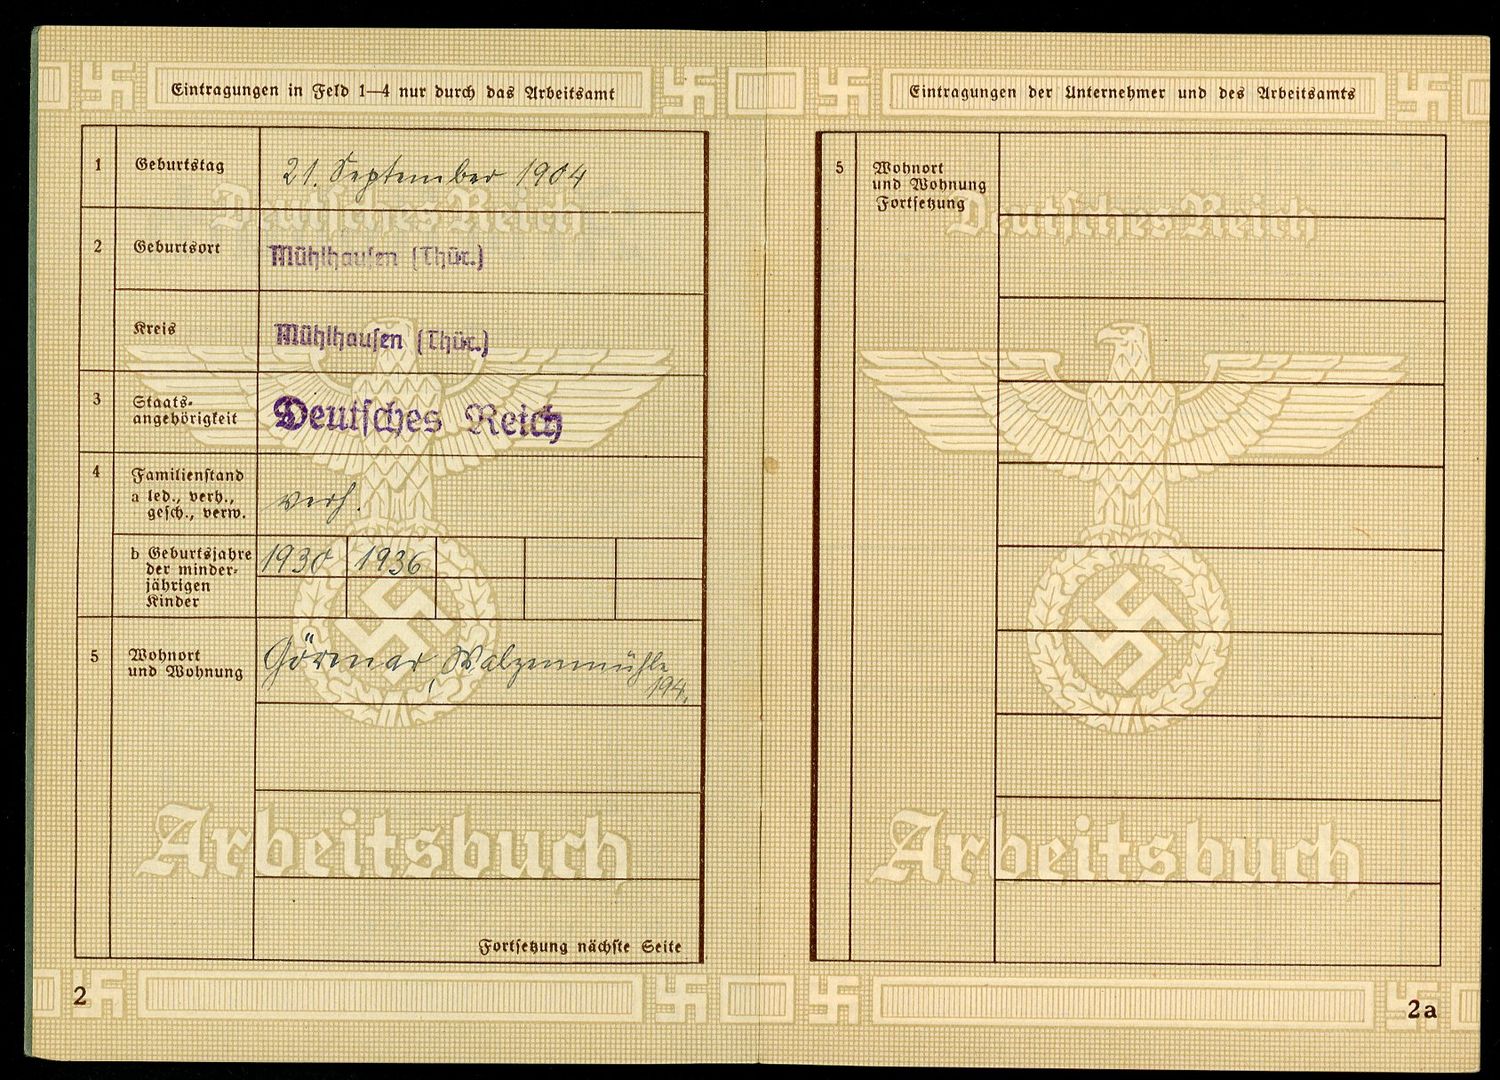 Eintragungen in Feld 1—4 nur durch das Arbeitsamt
1 Geburtstag 21. September 1904
Deutsches Reich
2 Geburtsort Mühlhausen (Thür.)
Kreis Mühlhausen (Thür.)
3 Staats-
angehörigkeit Deutsches Reich
4 Familienstand
a led., verh.,
gesch., verw. verh.
b Geburtsjahre
der minder-
jährigen
Kinder
1930 1936
5 Wohnort
und Wohnung
Görmar, Walzenmühle
194.
Arbeitsbuch
Fortsetzung nächste Seite
2
Eintragungen der Unternehmer und des Arbeitsamts
5 Wohnort
und Wohnung
Fortsetzung
Deutsches Reich
Arbeitsbuch
2a